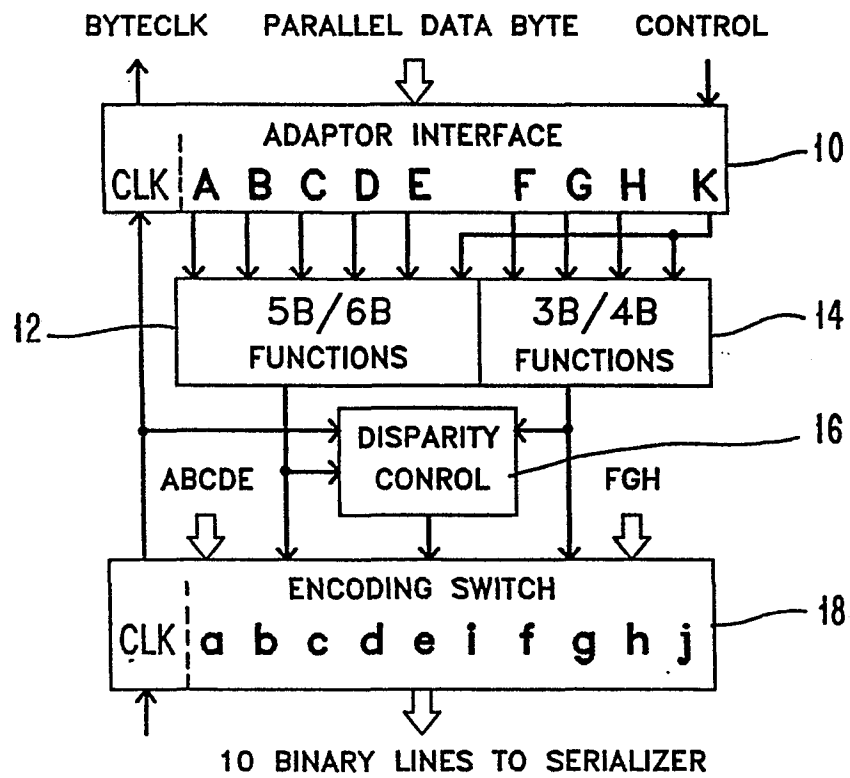 BYTECLK PARALLEL DATA BYTE CONTROL
ADAPTOR INTERFACE
10
CLK A B C D E F G H K
5B/6B 3B/4B
12 14
FUNCTIONS FUNCTIONS
DISPARITY
16
ABCDE CONROL FGH
ENCODING SWITCH
18
CLK a b c d e i f g h j
10 BINARY LINES TO SERIALIZER